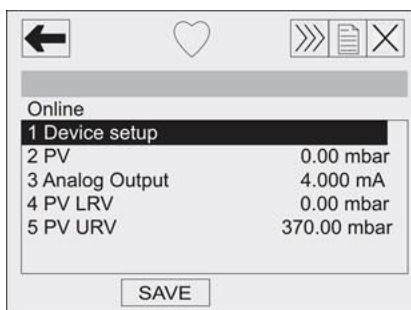 Online
1 Device setup
2 PV 0.00 mbar
3 Analog Output 4.000 mA
4 PV LRV 0.00 mbar
5 PV URV 370.00 mbar
SAVE